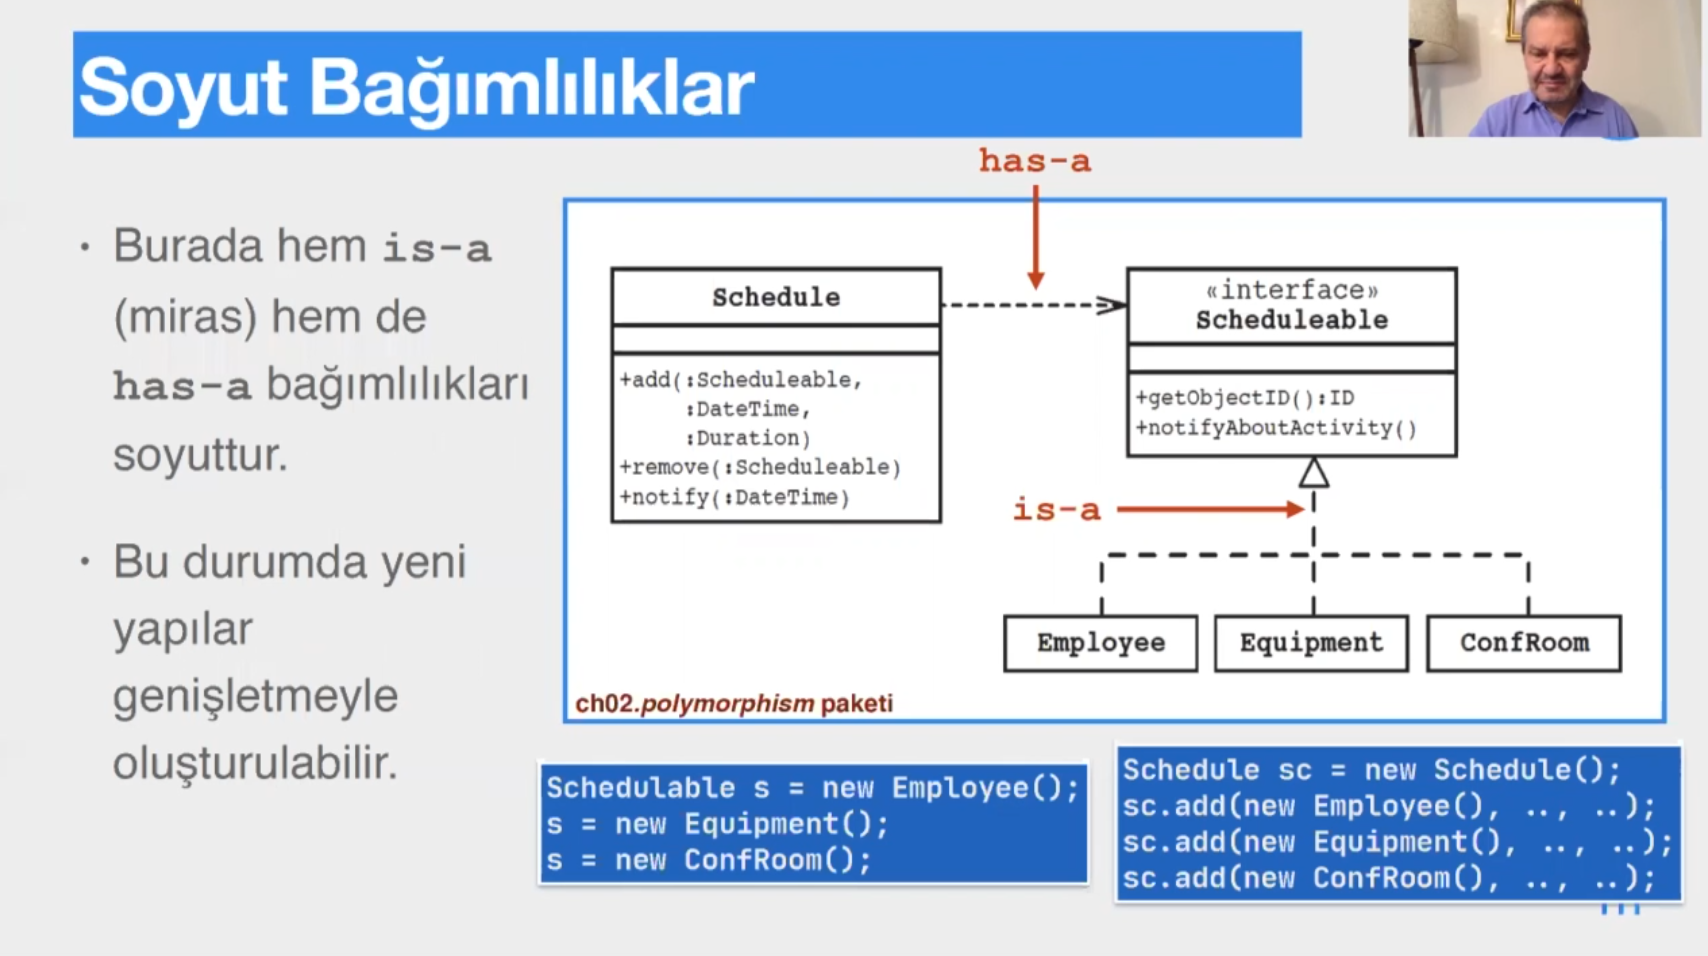 Soyut Bağımlılıklar
• Burada hem is-a
(miras) hem de
has-a bağımlılıkları
soyuttur.
• Bu durumda yeni
yapılar
genişletmeyle
oluşturulabilir.
has-a
Schedule
+add(:Scheduleable,
:DateTime,
:Duration)
+remove(:Scheduleable)
+notify(:DateTime)
«interface»
Scheduleable
+getObjectID():ID
+notifyAboutActivity()
is-a
Employee
Equipment
ConfRoom
ch02.polymorphism paketi
Schedulable s = new Employee();
s = new Equipment();
s = new ConfRoom();
Schedule sc = new Schedule();
sc.add(new Employee(), .., ..);
sc.add(new Equipment(), .., ..);
sc.add(new ConfRoom(), .., ..);